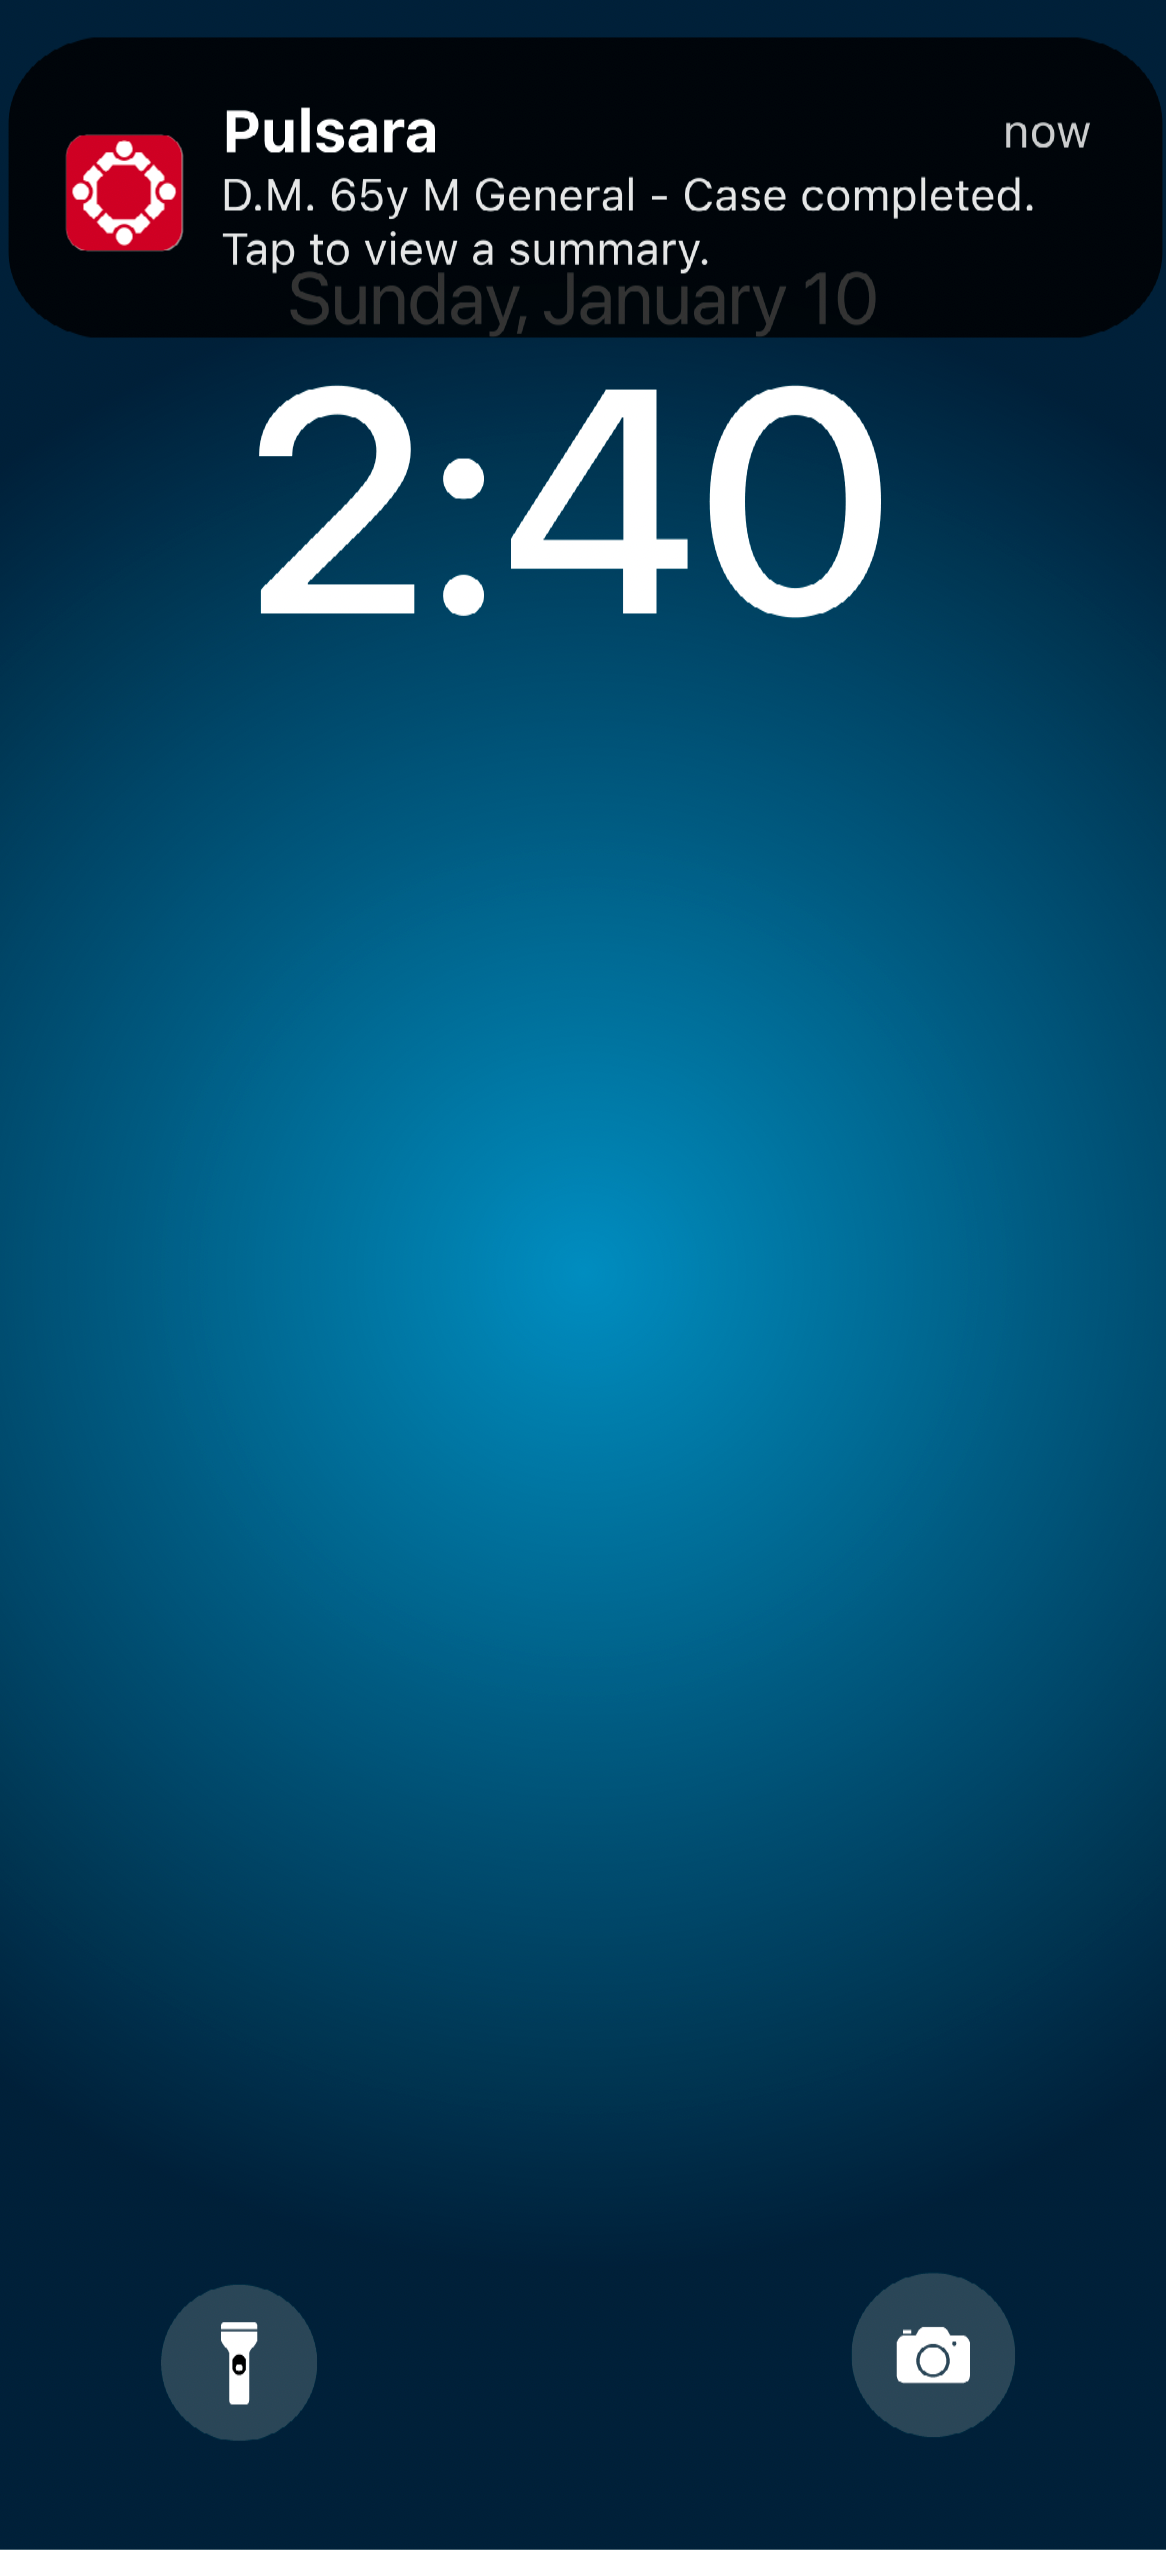 Pulsara
now
D.M. 65y M General - Case completed.
Tap to view a summary.
Sunday, January 10
2:40